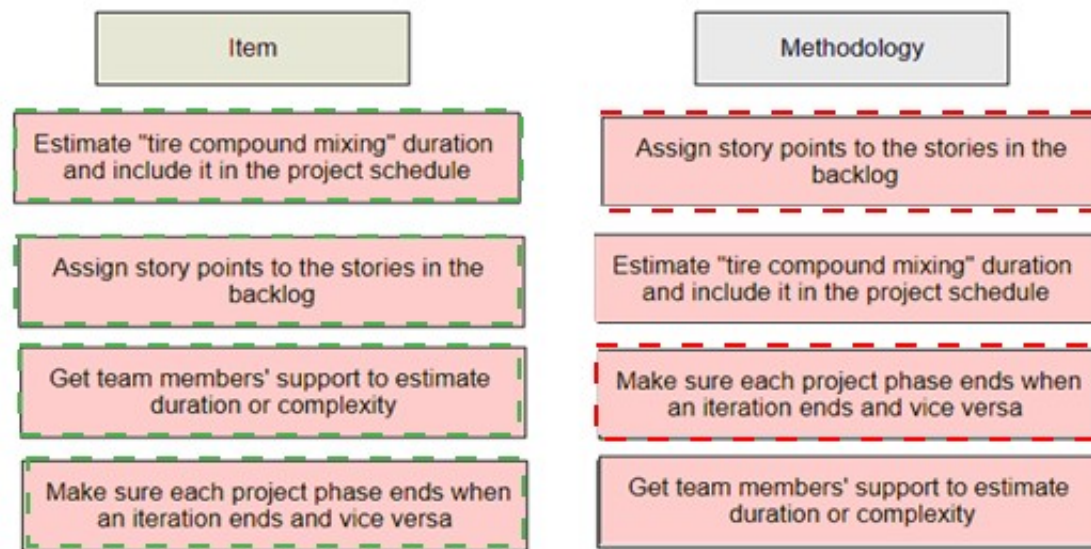 Item
Methodology
Estimate "tire compound mixing" duration
and include it in the project schedule
Assign story points to the stories in the
backlog
Assign story points to the stories in the
backlog
Estimate "tire compound mixing" duration
and include it in the project schedule
Get team members' support to estimate
duration or complexity
Make sure each project phase ends when
an iteration ends and vice versa
Make sure each project phase ends when
an iteration ends and vice versa
Get team members' support to estimate
duration or complexity